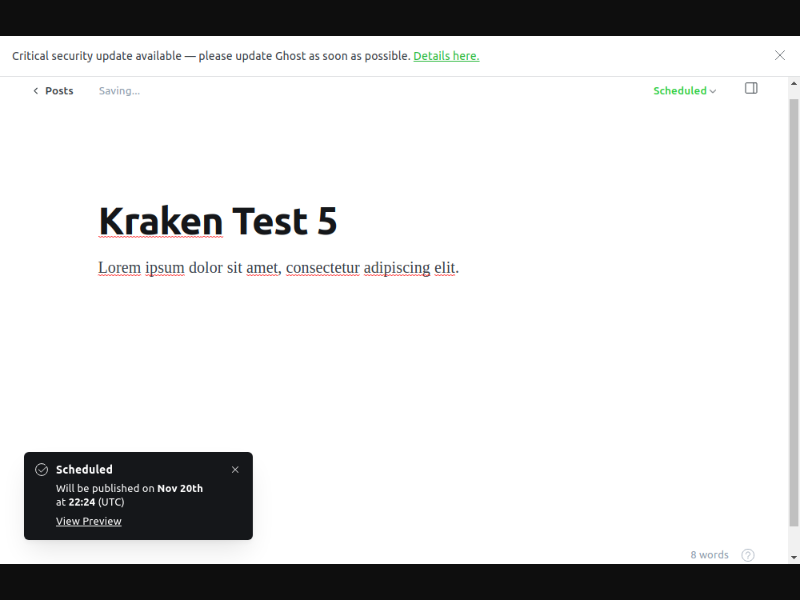 Critical security update available — please update Ghost as soon as possible. Details here.
Posts Saving... Scheduled
Kraken Test 5
Lorem ipsum dolor sit amet, consectetur adipiscing elit.
Scheduled
Will be published on Nov 20th
at 22:24 (UTC)
View Preview
8 words ?